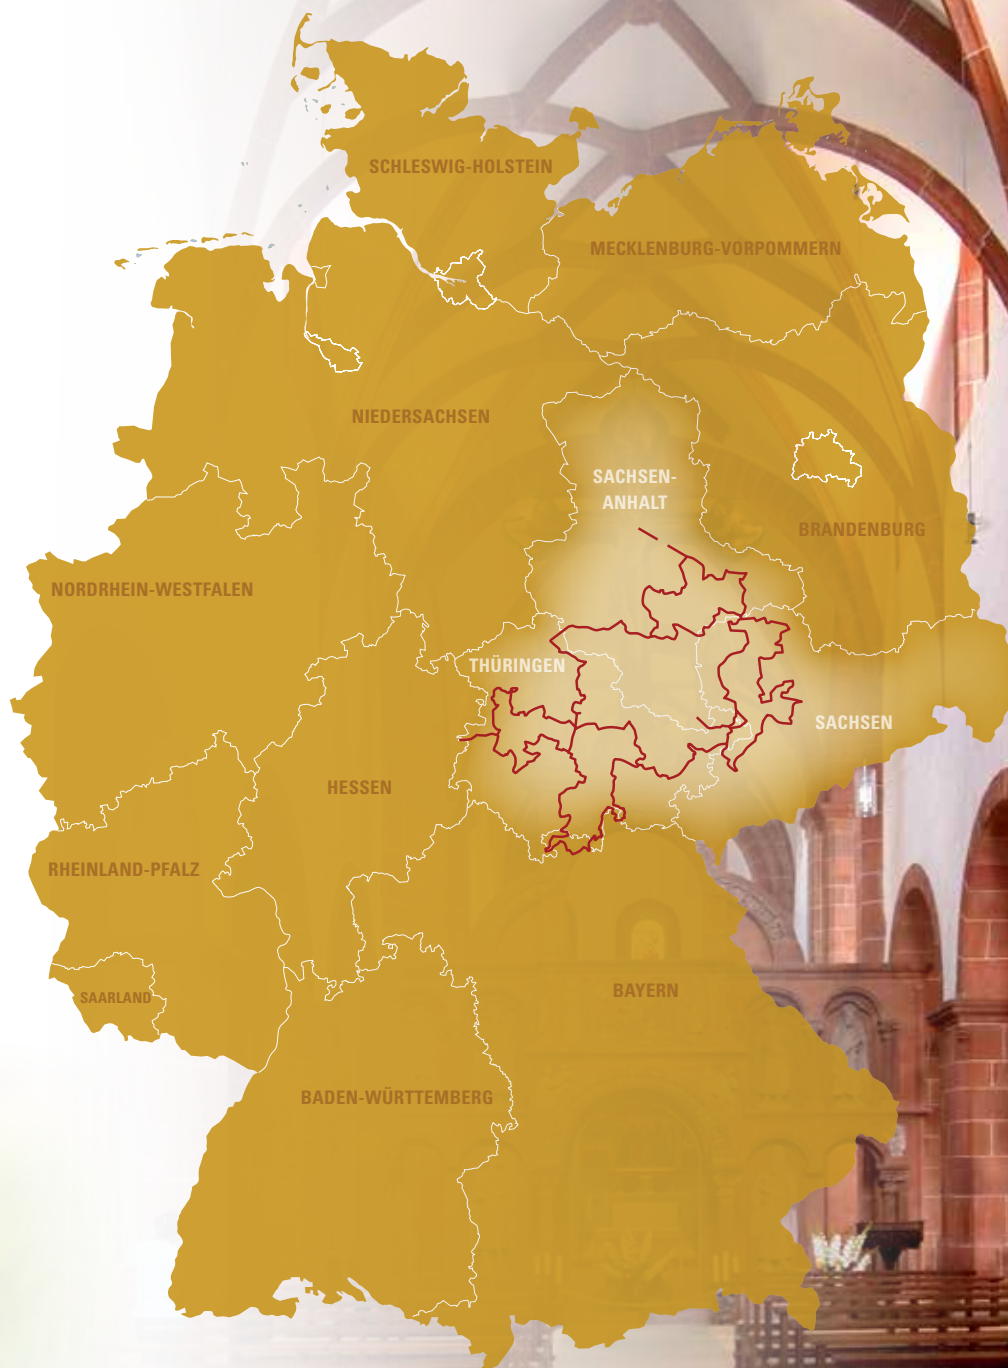 SCHLESWIG-HOLSTEIN
MECKLENBURG-VORPOMMERN
NIEDERSACHSEN
SACHSEN-
ANHALT
BRANDENBURG
NORDRHEIN-WESTFALEN
THÜRINGEN
SACHSEN
HESSEN
RHEINLAND-PFALZ
BAYERN
SAARLAND
BADEN-WÜRTTEMBERG